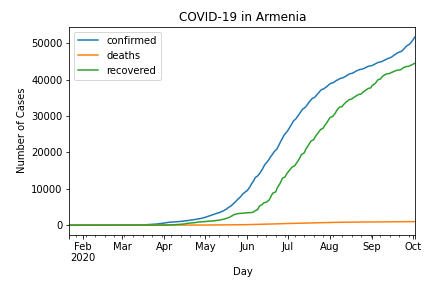 COVID-19 in Armenia
confirmed
deaths
recovered
Number of Cases
50000
40000
30000
20000
10000
0
Feb Mar Apr May Jun Jul Aug Sep Oct
2020
Day